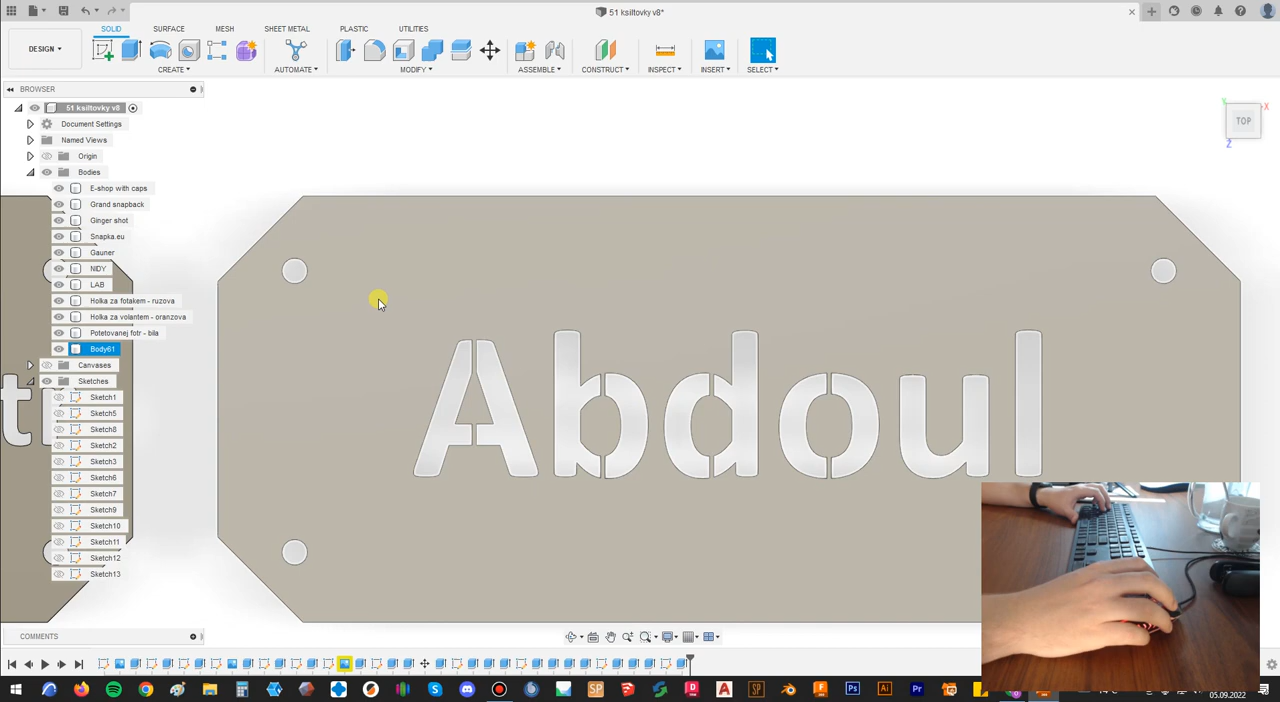 51 ksiltovky v8*
SOLID SURFACE MESH SHEET METAL PLASTIC UTILITIES
DESIGN
CREATE AUTOMATE MODIFY ASSEMBLE CONSTRUCT INSPECT INSERT SELECT
BROWSER
51 ksiltovky v8
Document Settings
Named Views
Origin
Bodies
E-shop with caps
Grand snapback
Ginger shot
Snapka.eu
Gauner
NIDY
LAB
Holka za fotakem - ruzova
Holka za volantem - oranzova
Potetovanej fotr - bila
Body61
Canvases
Sketches
Sketch1
Sketch5
Sketch8
Sketch2
Sketch3
Sketch6
Sketch7
Sketch9
Sketch10
Sketch11
Sketch12
Sketch13
TOP
X
Y
Z
Abdoul
COMMENTS
05.09.2022